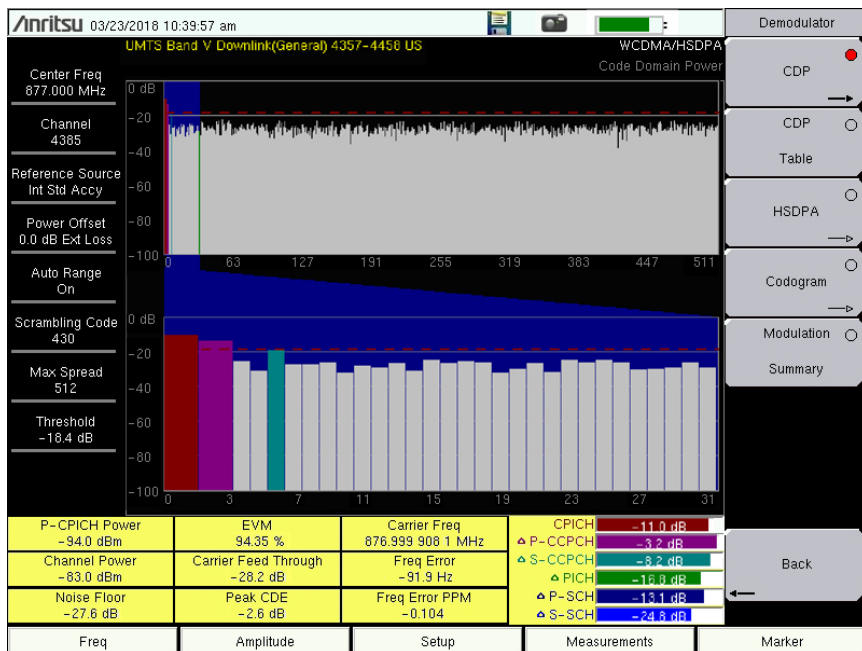 Anritsu 03/23/2018 10:39:57 am
UMTS Band V Downlink(General) 4357-4458 US
WCDMA/HSDPA
Code Domain Power
Center Freq
877.000 MHz
Channel
4385
Reference Source
Int Std Accy
Power Offset
0.0 dB Ext Loss
Auto Range
On
Scrambling Code
430
Max Spread
512
Threshold
-18.4 dB
0 dB
-20
-40
-60
-80
-100
0 63 127 191 255 319 383 447 511
0 dB
-20
-40
-60
-80
-100
0 3 7 11 15 19 23 27 31
P-CPICH Power
-94.0 dBm
EVM
94.35 %
Carrier Freq
876.999 908 1 MHz
Channel Power
-83.0 dBm
Carrier Feed Through
-28.2 dB
Freq Error
-91.9 Hz
Noise Floor
-27.6 dB
Peak CDE
-2.6 dB
Freq Error PPM
-0.104
CPICH -11.0 dB
P-CCPCH -3.2 dB
S-CCPCH -8.2 dB
PICH -16.8 dB
P-SCH -13.1 dB
S-SCH -24.8 dB
Demodulator
CDP
CDP
Table
HSDPA
Codogram
Modulation
Summary
Back
Freq
Amplitude
Setup
Measurements
Marker